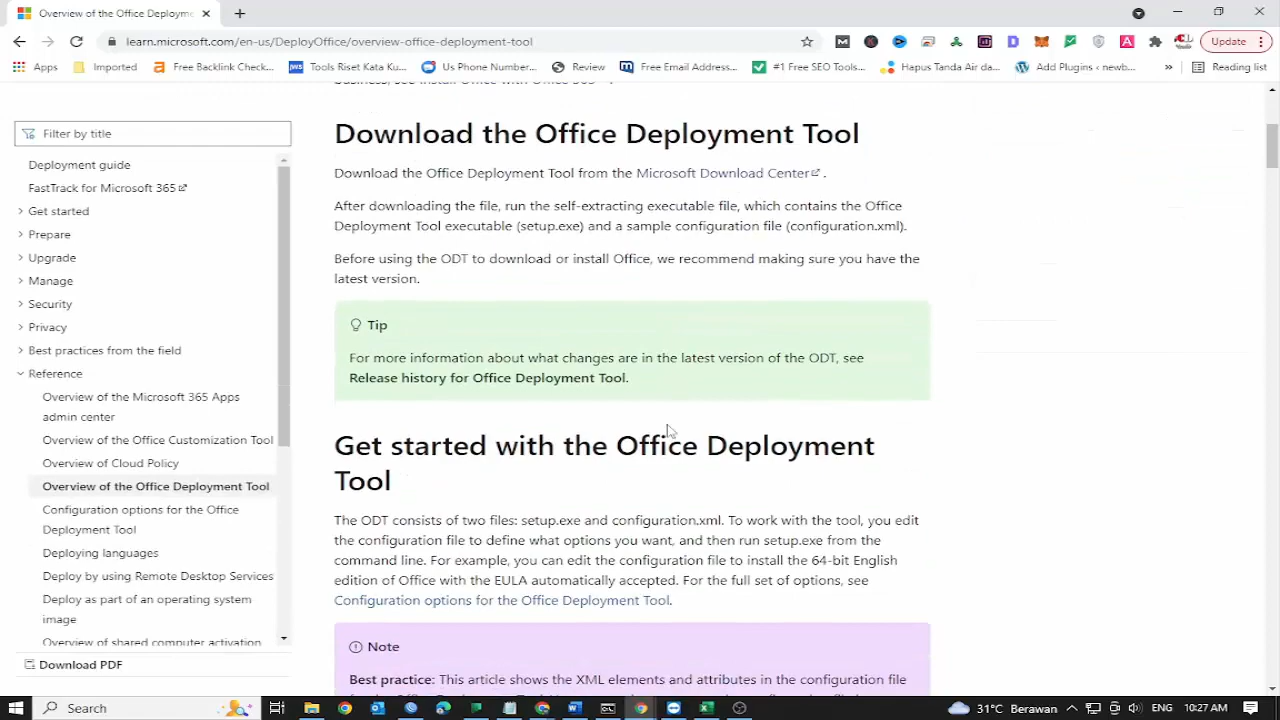 Overview of the Office Deployme
learn.microsoft.com/en-us/DeployOffice/overview-office-deployment-tool
Update
Apps
Imported
Free Backlink Check...
Tools Riset Kata Ku...
Us Phone Number...
Review
Free Email Address...
#1 Free SEO Tools...
Hapus Tanta Air da...
Add Plugins ‹ newb...
»
Reading list
Filter by title
Deployment guide
FastTrack for Microsoft 365
Get started
Prepare
Upgrade
Manage
Security
Privacy
Best practices from the field
Reference
Overview of the Microsoft 365 Apps
admin center
Overview of the Office Customization Tool
Overview of Cloud Policy
Overview of the Office Deployment Tool
Configuration options for the Office
Deployment Tool
Deploying languages
Deploy by using Remote Desktop Services
Deploy as part of an operating system
image
Overview of shared computer activation
Download PDF
Download the Office Deployment Tool
Download the Office Deployment Tool from the Microsoft Download Center .
After downloading the file, run the self-extracting executable file, which contains the Office
Deployment Tool executable (setup.exe) and a sample configuration file (configuration.xml).
Before using the ODT to download or install Office, we recommend making sure you have the
latest version.
Tip
For more information about what changes are in the latest version of the ODT, see
Release history for Office Deployment Tool.
Get started with the Office Deployment
Tool
The ODT consists of two files: setup.exe and configuration.xml. To work with the tool, you edit
the configuration file to define what options you want, and then run setup.exe from the
command line. For example, you can edit the configuration file to install the 64-bit English
edition of Office with the EULA automatically accepted. For the full set of options, see
Configuration options for the Office Deployment Tool.
Note
Best practice: This article shows the XML elements and attributes in the configuration file
Search
31°C Berawan
ENG
10:27 AM